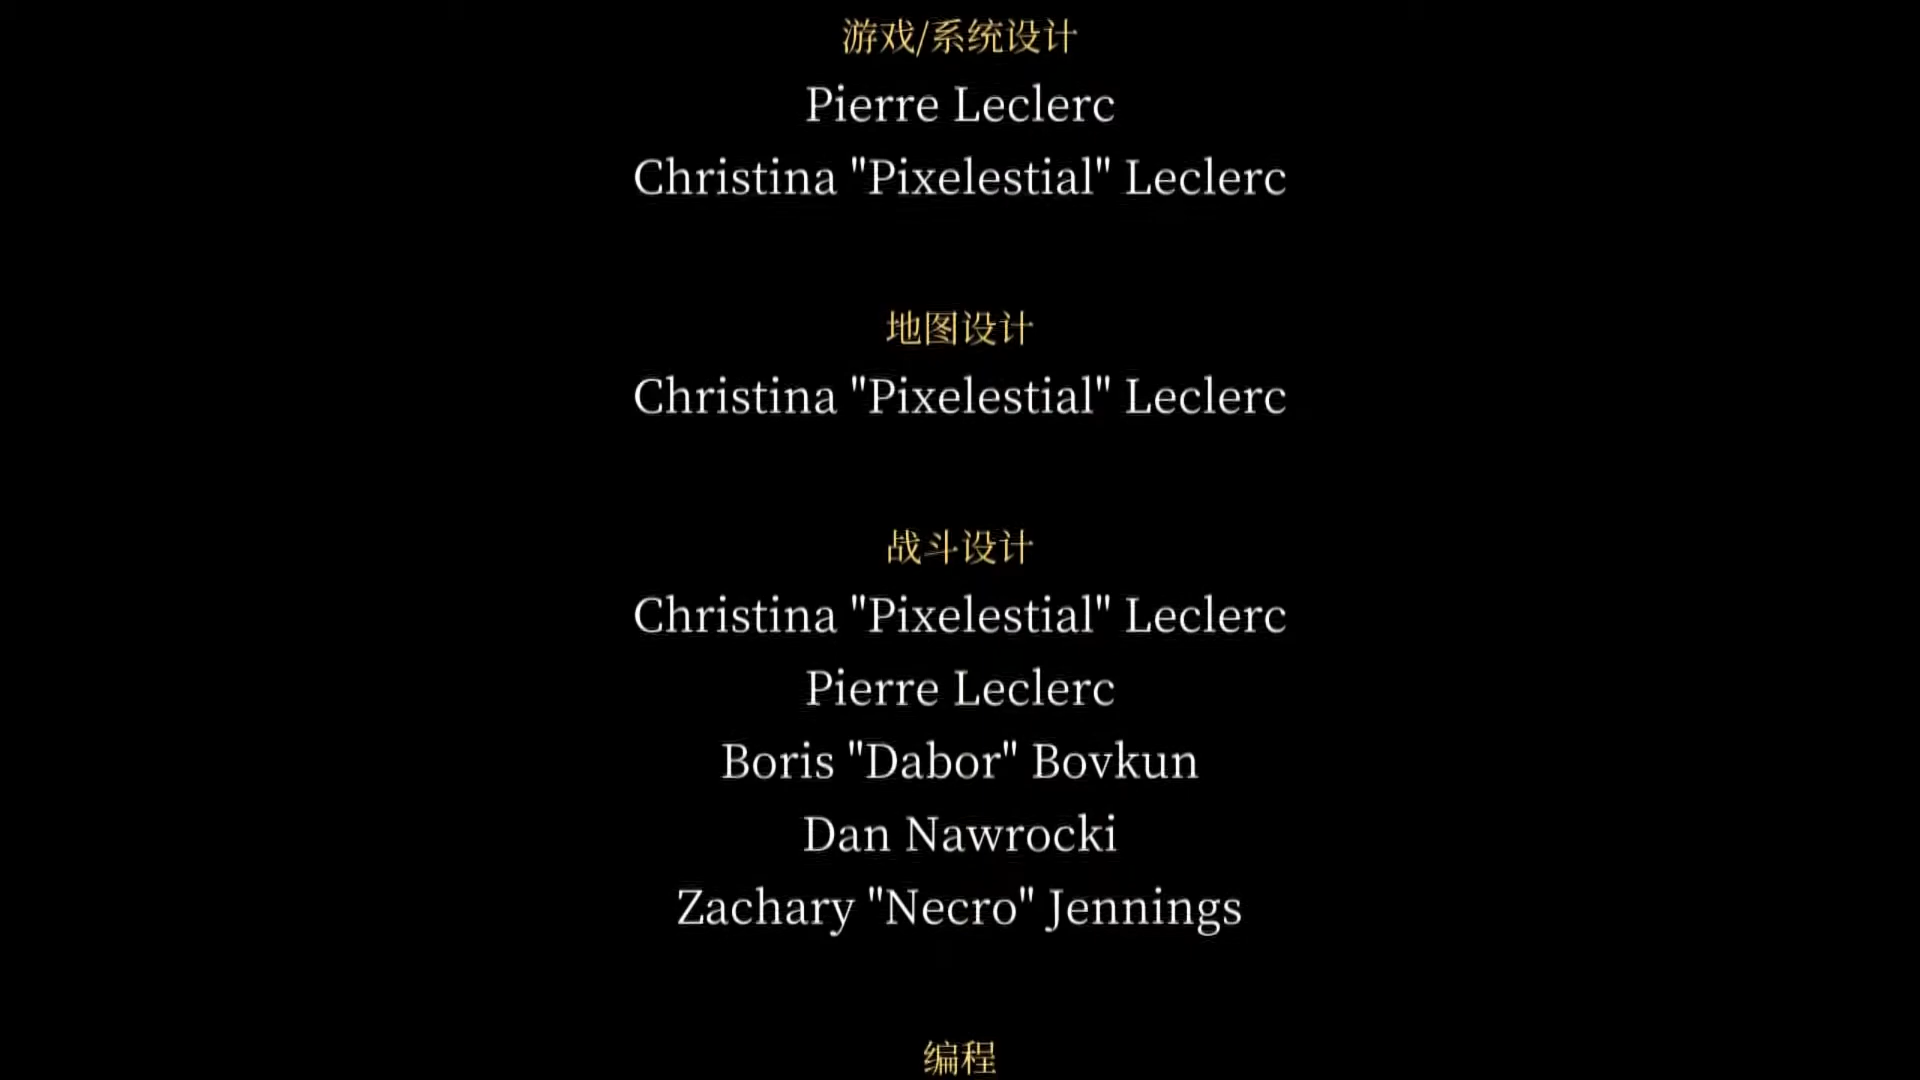 游戏/系统设计
Pierre Leclerc
Christina "Pixelestial" Leclerc
地图设计
Christina "Pixelestial" Leclerc
战斗设计
Christina "Pixelestial" Leclerc
Pierre Leclerc
Boris "Dabor" Bovkun
Dan Nawrocki
Zachary "Necro" Jennings
编程